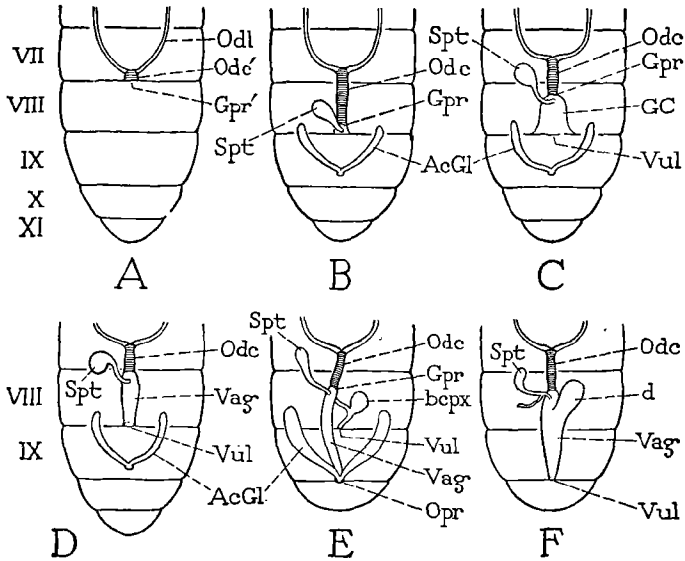 VII
VIII
IX
X
XI
Odl
Odc′
Gpr′
A
Odc
Gpr
Spt
AcGl
B
Spt
Odc
Gpr
GC
Vul
C
VIII
IX
Spt
Odc
Vag
Vul
AcGl
D
Spt
Odc
Gpr
bcpx
Vul
Vag
Opr
E
Spt
Odc
d
Vag
Vul
F